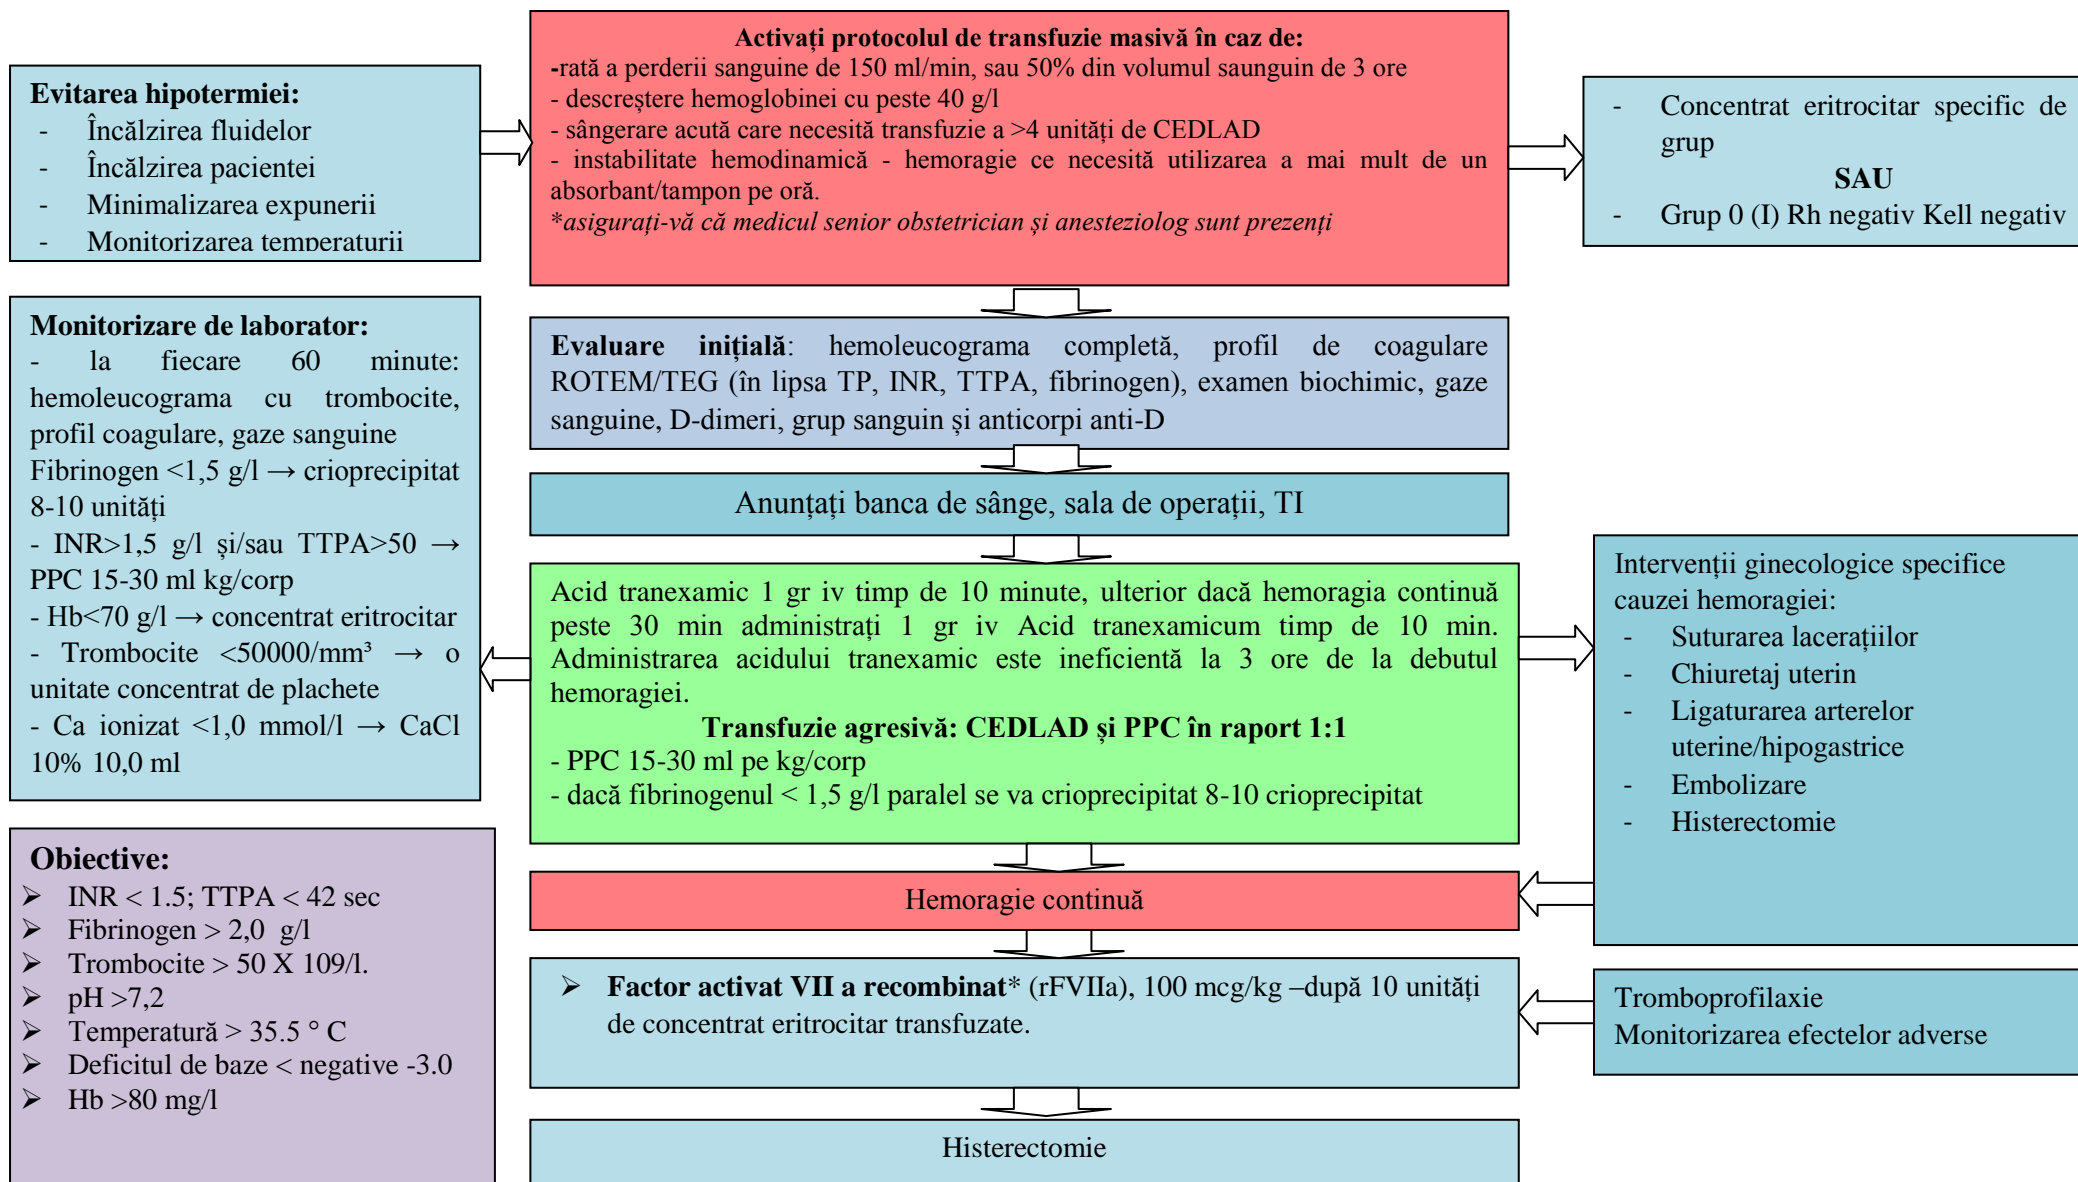 Activați protocolul de transfuzie masivă în caz de:
-rată a perderii sanguine de 150 ml/min, sau 50% din volumul saunguin de 3 ore
- descreștere hemoglobinei cu peste 40 g/l
- sângerare acută care necesită transfuzie a >4 unități de CEDLAD
- instabilitate hemodinamică - hemoragie ce necesită utilizarea a mai mult de un
absorbant/tampon pe oră.
*asigurați-vă că medicul senior obstetrician și anesteziolog sunt prezenți
Evitarea hipotermiei:
- Încălzirea fluidelor
- Încălzirea pacientei
- Minimalizarea expunerii
- Monitorizarea temperaturii
- Concentrat eritrocitar specific de
grup
SAU
- Grup 0 (I) Rh negativ Kell negativ
Monitorizare de laborator:
- la fiecare 60 minute:
hemoleucograma cu trombocite,
profil coagulare, gaze sanguine
Fibrinogen <1,5 g/l → crioprecipitat
8-10 unități
- INR>1,5 g/l și/sau TTPA>50 →
PPC 15-30 ml kg/corp
- Hb<70 g/l → concentrat eritrocitar
- Trombocite <50000/mm³ → o
unitate concentrat de plachete
- Ca ionizat <1,0 mmol/l → CaCl
10% 10,0 ml
Evaluare inițială: hemoleucograma completă, profil de coagulare
ROTEM/TEG (în lipsa TP, INR, TTPA, fibrinogen), examen biochimic, gaze
sanguine, D-dimeri, grup sanguin și anticorpi anti-D
Anunțați banca de sânge, sala de operații, TI
Acid tranexamic 1 gr iv timp de 10 minute, ulterior dacă hemoragia continuă
peste 30 min administrați 1 gr iv Acid tranexamicum timp de 10 min.
Administrarea acidului tranexamic este ineficientă la 3 ore de la debutul
hemoragiei.
Transfuzie agresivă: CEDLAD și PPC în raport 1:1
- PPC 15-30 ml pe kg/corp
- dacă fibrinogenul < 1,5 g/l paralel se va crioprecipitat 8-10 crioprecipitat
Intervenții ginecologice specifice
cauzei hemoragiei:
- Suturarea lacerațiilor
- Chiuretaj uterin
- Ligaturarea arterelor
uterine/hipogastrice
- Embolizare
- Histerectomie
Obiective:
➢ INR < 1.5; TTPA < 42 sec
➢ Fibrinogen > 2,0 g/l
➢ Trombocite > 50 X 109/l.
➢ pH >7,2
➢ Temperatură > 35.5 ° C
➢ Deficitul de baze < negative -3.0
➢ Hb >80 mg/l
Hemoragie continuă
➢ Factor activat VII a recombinat* (rFVIIa), 100 mcg/kg –după 10 unități
de concentrat eritrocitar transfuzate.
Tromboprofilaxie
Monitorizarea efectelor adverse
Histerectomie